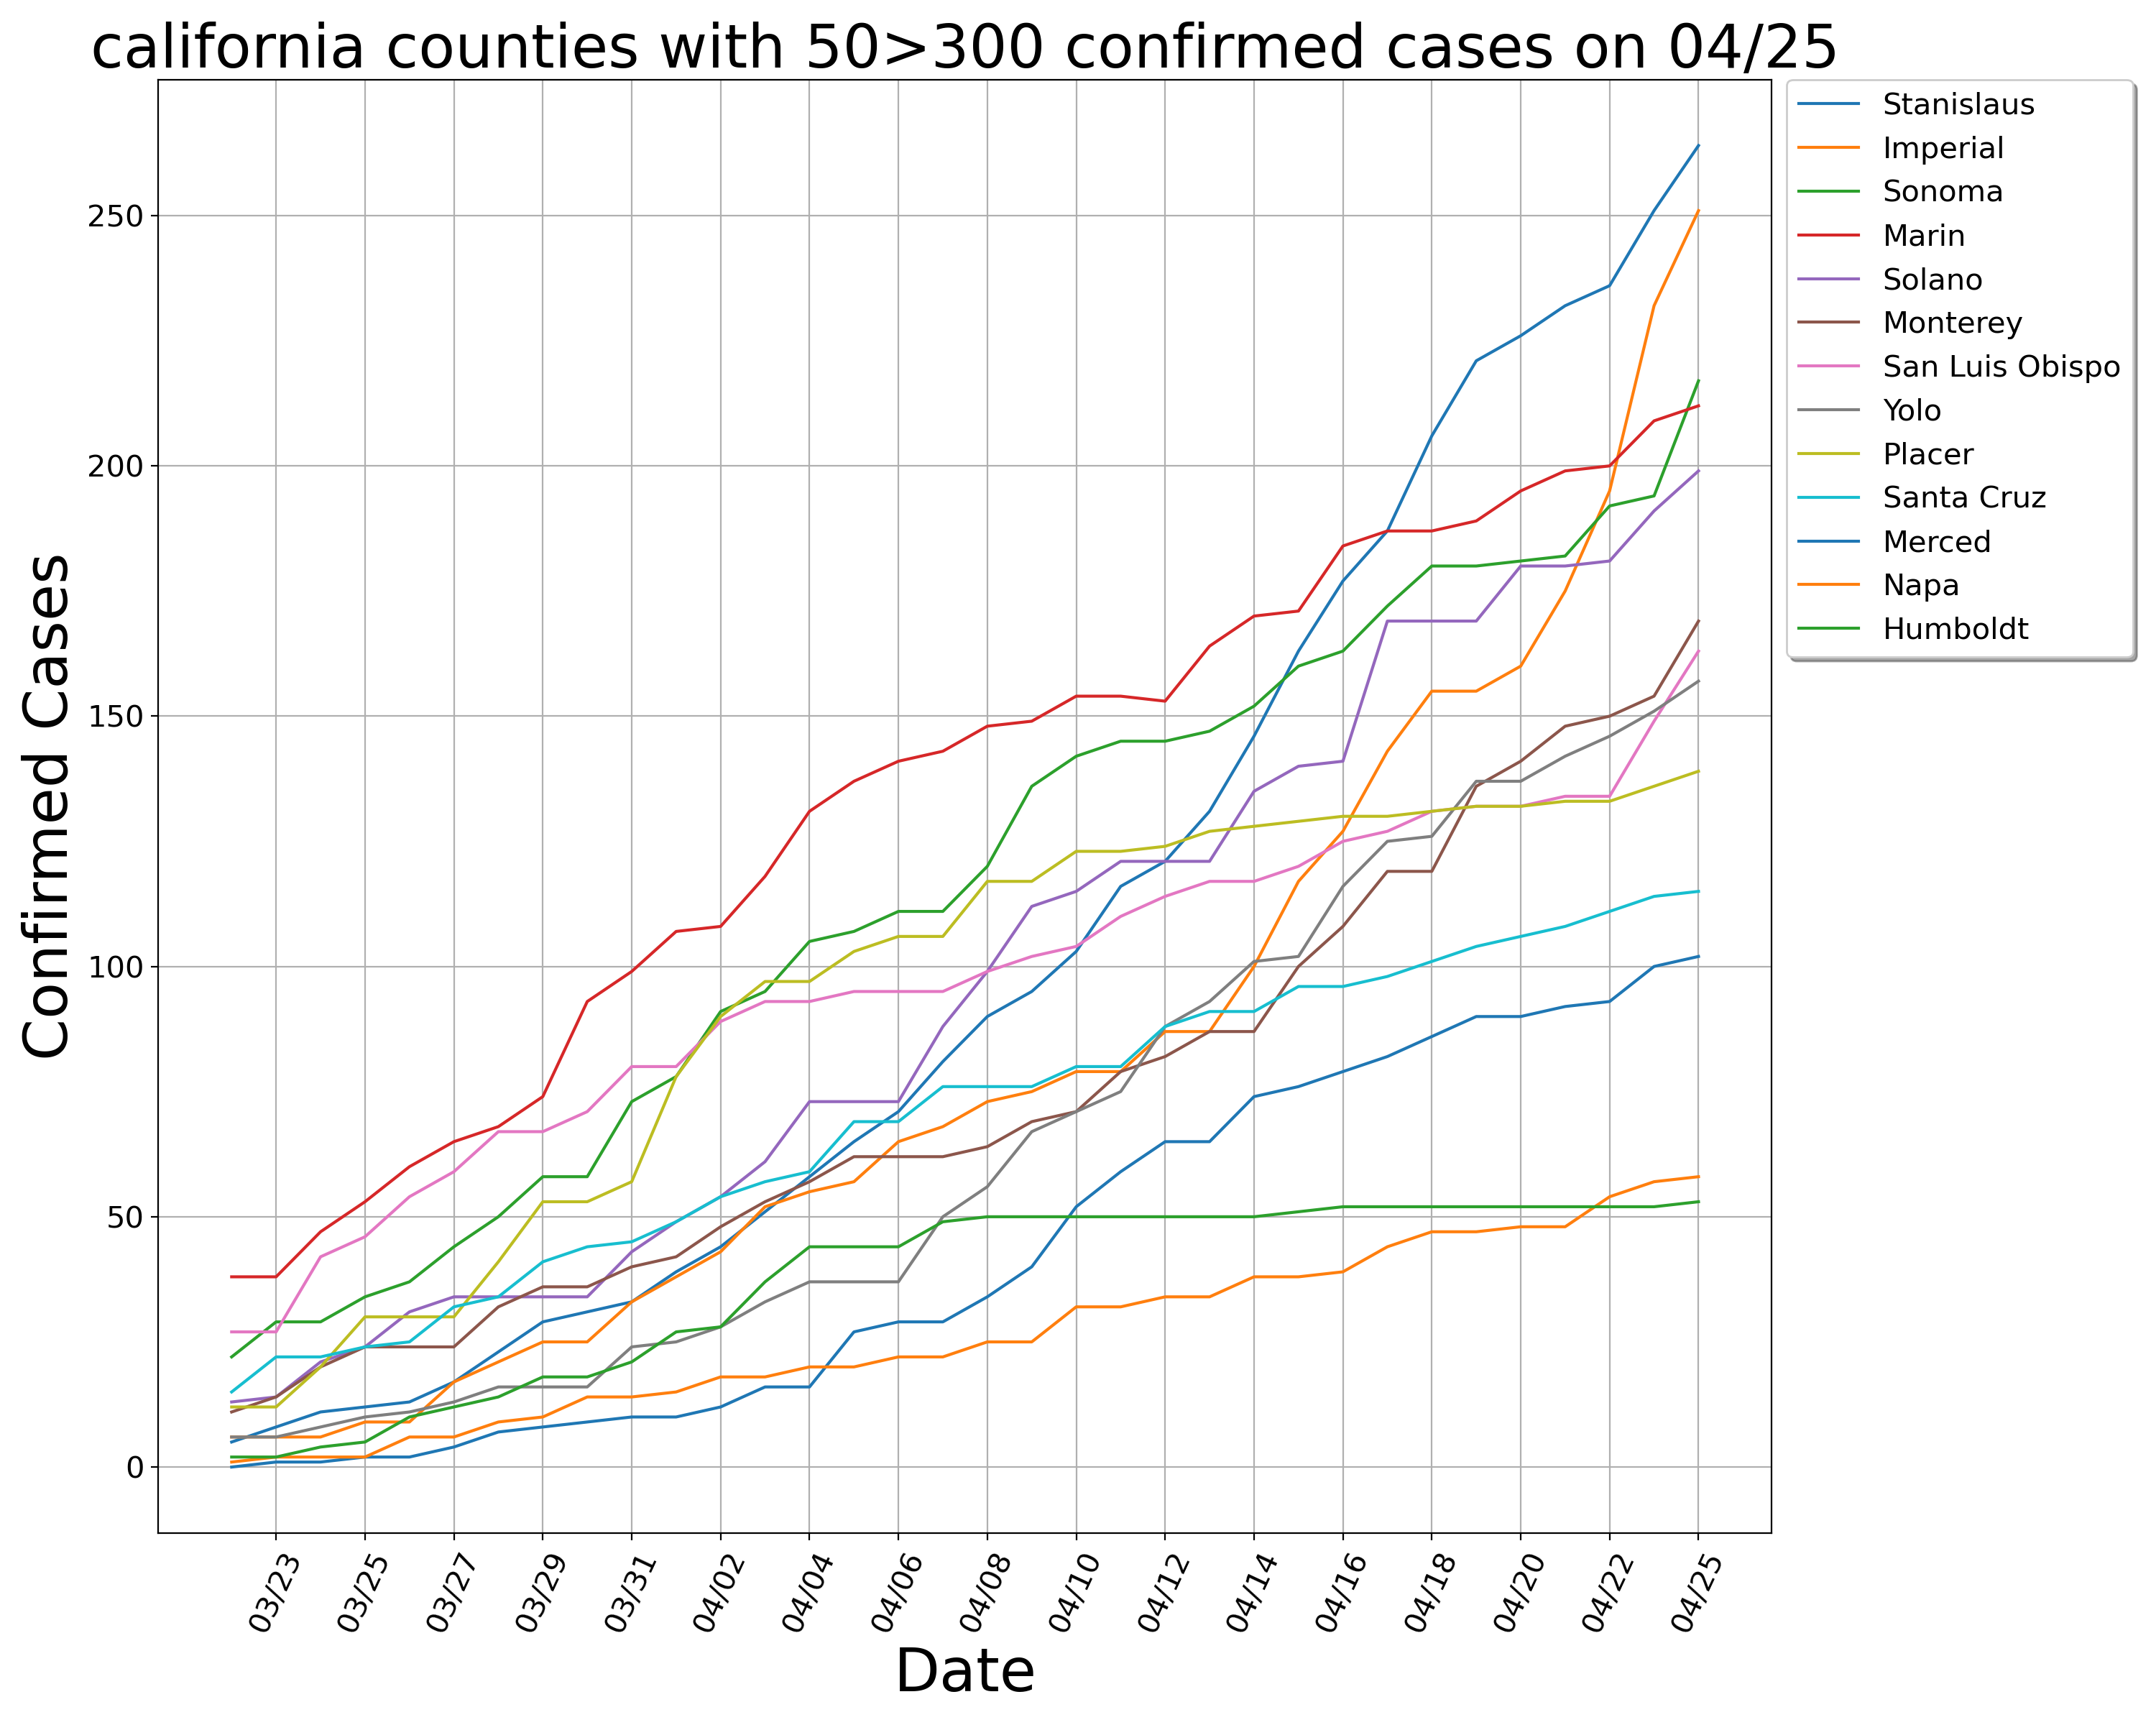 california counties with 50>300 confirmed cases on 04/25
Stanislaus
Imperial
Sonoma
Marin
Solano
Monterey
San Luis Obispo
Yolo
Placer
Santa Cruz
Merced
Napa
Humboldt
Confirmed Cases
250
200
150
100
50
0
03/23 03/25 03/27 03/29 03/31 04/02 04/04 04/06 04/08 04/10 04/12 04/14 04/16 04/18 04/20 04/22 04/25
Date